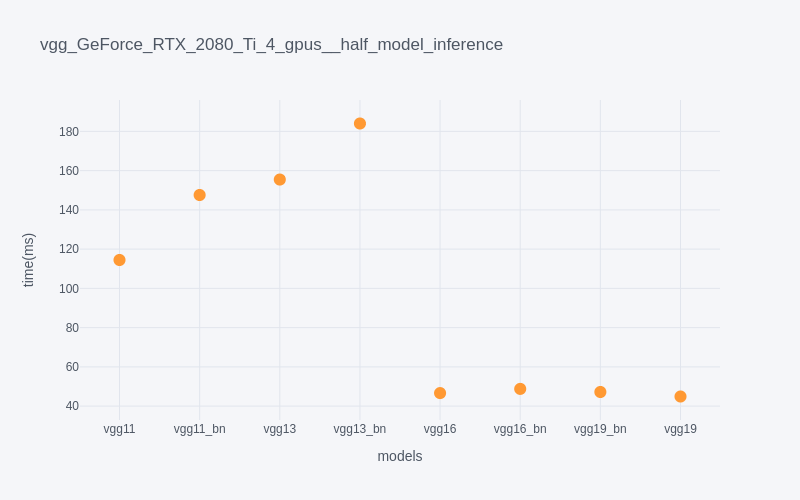 vgg_GeForce_RTX_2080_Ti_4_gpus__half_model_inference
time(ms)
180
160
140
120
100
80
60
40
vgg11 vgg11_bn vgg13 vgg13_bn vgg16 vgg16_bn vgg19_bn vgg19
models